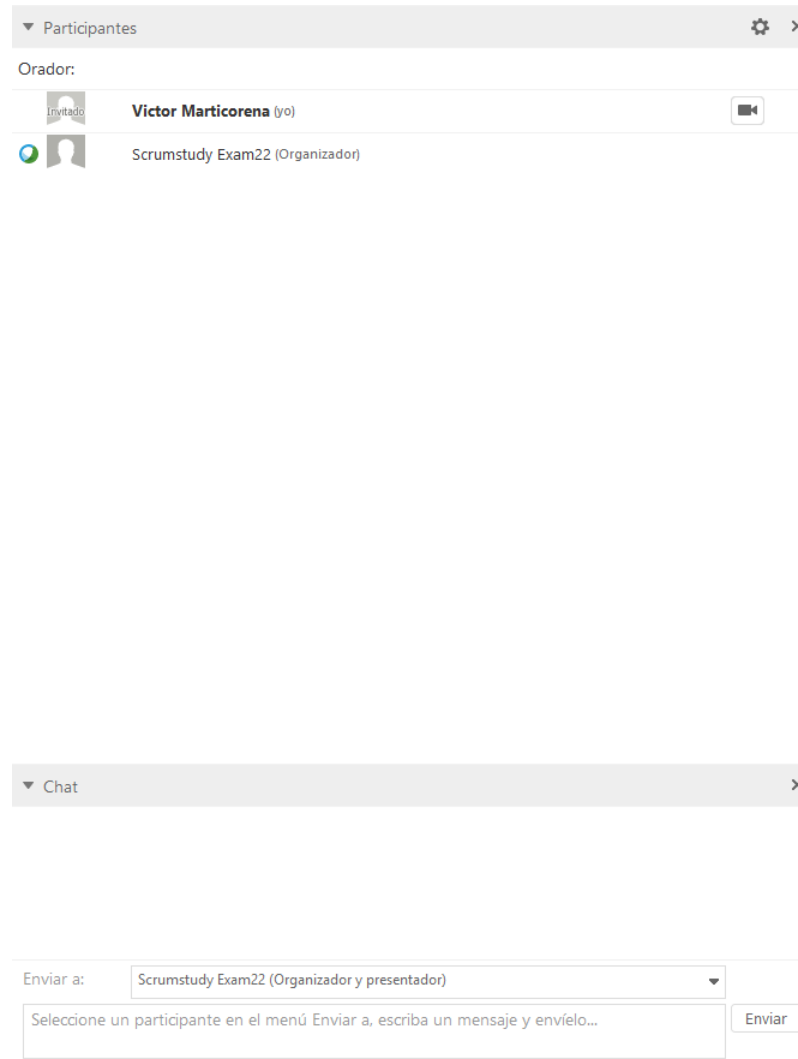 Participantes
Orador:
Invitado
Victor Marticorena (yo)
Scrumstudy Exam22 (Organizador)
Chat
Enviar a:
Scrumstudy Exam22 (Organizador y presentador)
Seleccione un participante en el menú Enviar a, escriba un mensaje y envíelo...
Enviar